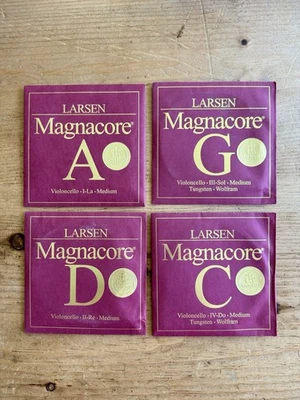 LARSEN
Magnacore®
A
Violoncello · I-La · Medium
LARSEN
Magnacore®
G
Violoncello · III-Sol · Medium
Tungsten - Wolfram
LARSEN
Magnacore®
D
Violoncello · II-Re · Medium
LARSEN
Magnacore®
C
Violoncello · IV-Do · Medium
Tungsten - Wolfram